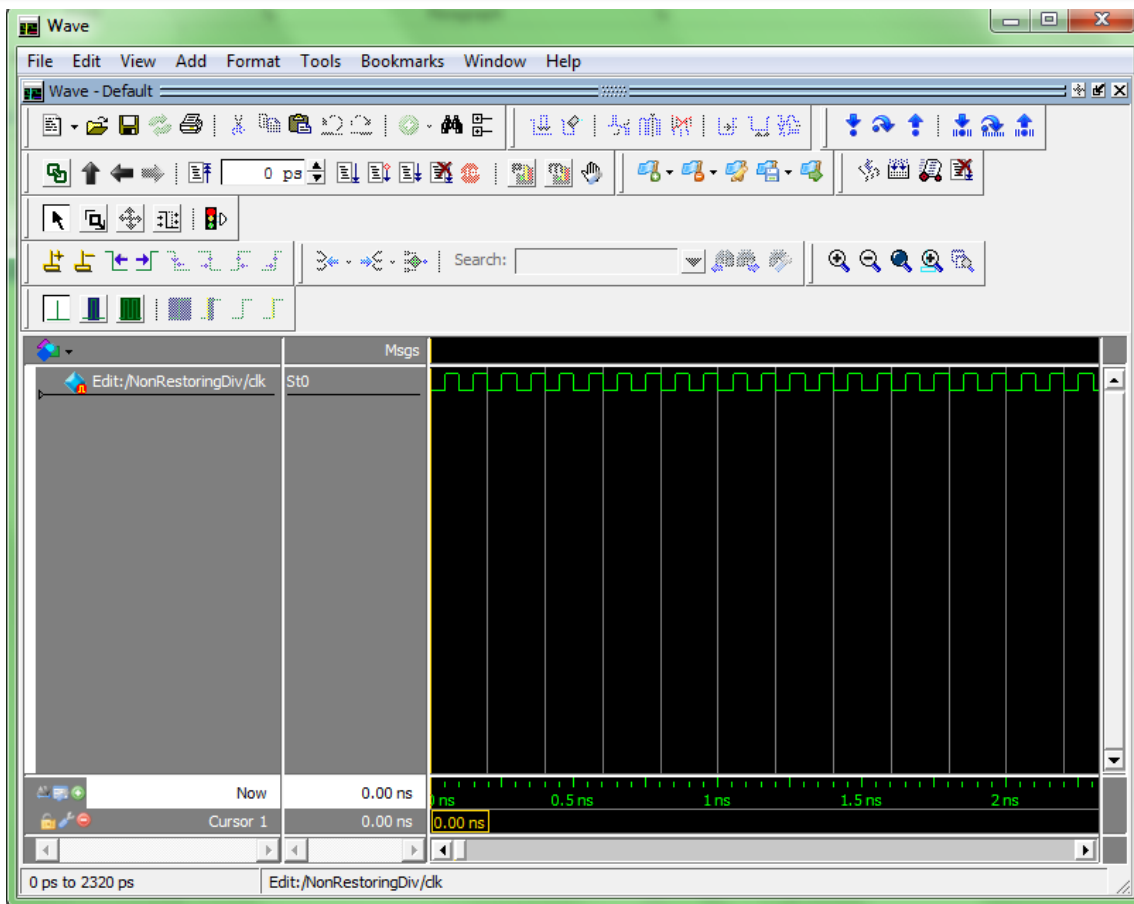 Wave
File Edit View Add Format Tools Bookmarks Window Help
Wave - Default
0 ps
Search:
Msgs
Edit:/NonRestoringDiv/clk St0
Now 0.00 ns
ns 0.5 ns 1 ns 1.5 ns 2 ns
Cursor 1 0.00 ns 0.00 ns
0 ps to 2320 ps Edit:/NonRestoringDiv/clk